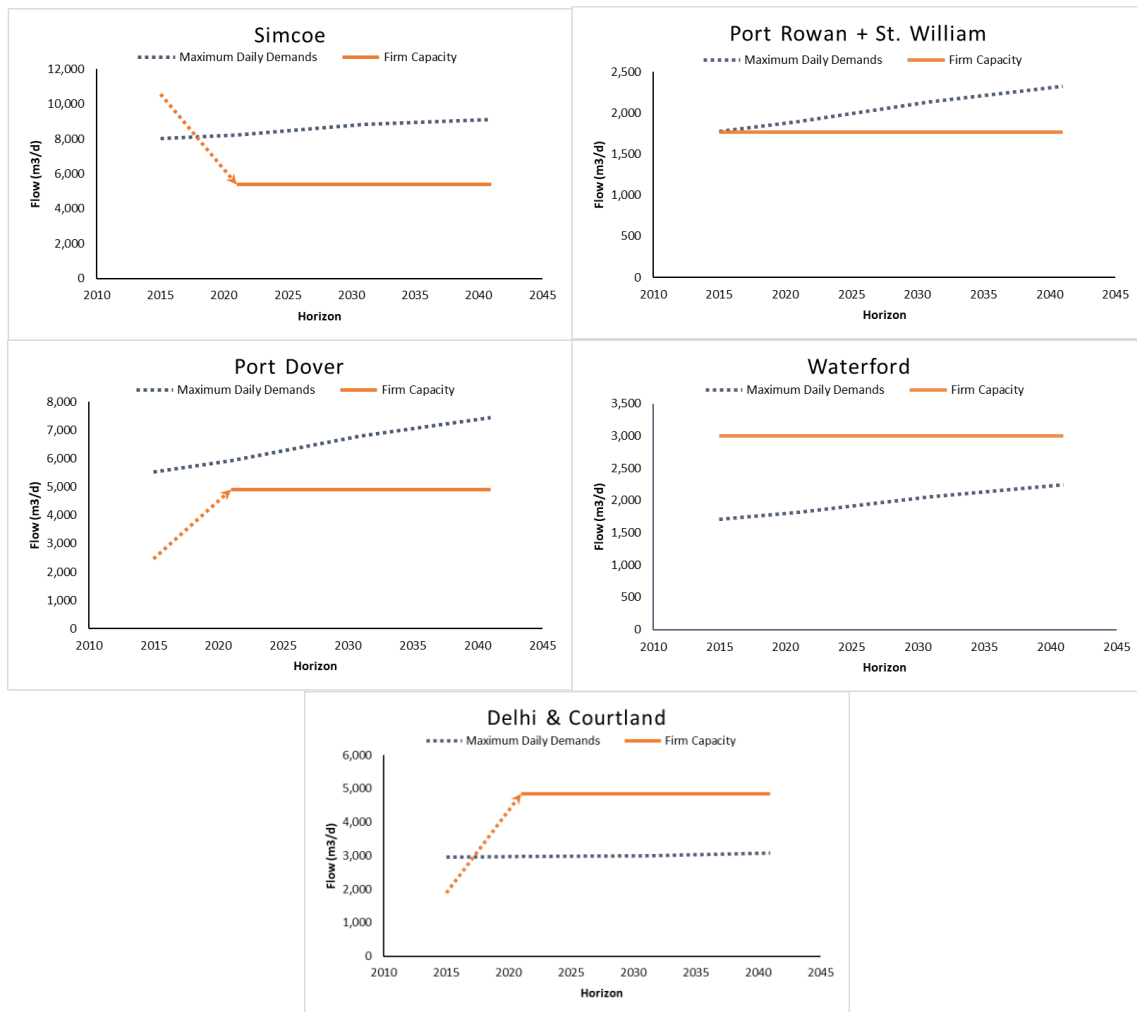 Simcoe
Maximum Daily Demands Firm Capacity
12,000
10,000
8,000
6,000
4,000
2,000
0
Flow (m3/d)
2010 2015 2020 2025 2030 2035 2040 2045
Horizon
Port Rowan + St. William
Maximum Daily Demands Firm Capacity
2,500
2,000
1,500
1,000
500
0
Flow (m3/d)
2010 2015 2020 2025 2030 2035 2040 2045
Horizon
Port Dover
Maximum Daily Demands Firm Capacity
8,000
7,000
6,000
5,000
4,000
3,000
2,000
1,000
0
Flow (m3/d)
2010 2015 2020 2025 2030 2035 2040 2045
Horizon
Waterford
Maximum Daily Demands Firm Capacity
3,500
3,000
2,500
2,000
1,500
1,000
500
0
Flow (m3/d)
2010 2015 2020 2025 2030 2035 2040 2045
Horizon
Delhi & Courtland
Maximum Daily Demands Firm Capacity
6,000
5,000
4,000
3,000
2,000
1,000
0
Flow (m3/d)
2010 2015 2020 2025 2030 2035 2040 2045
Horizon